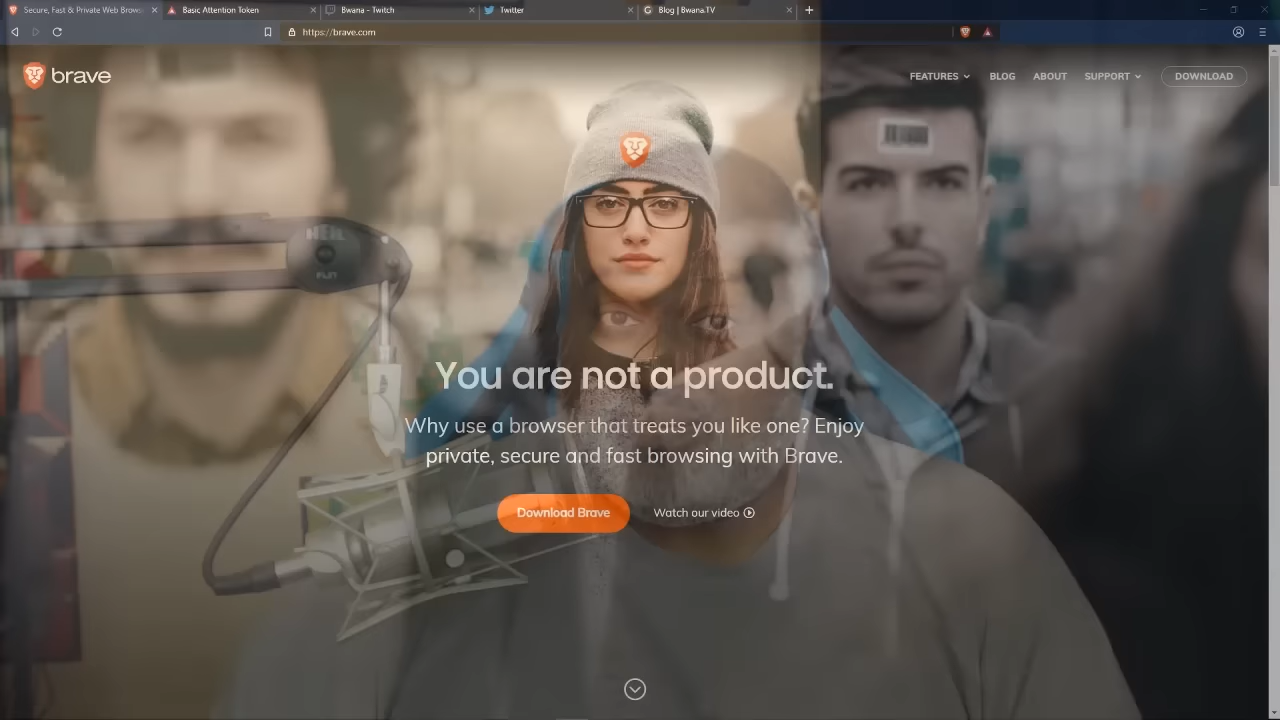 Secure, Fast & Private Web Brows
Basic Attention Token
Bwana - Twitch
Twitter
Blog | Bwana.TV
https://brave.com
brave
FEATURES
BLOG
ABOUT
SUPPORT
DOWNLOAD
HEIL
You are not a product.
Why use a browser that treats you like one? Enjoy
private, secure and fast browsing with Brave.
Download Brave
Watch our video